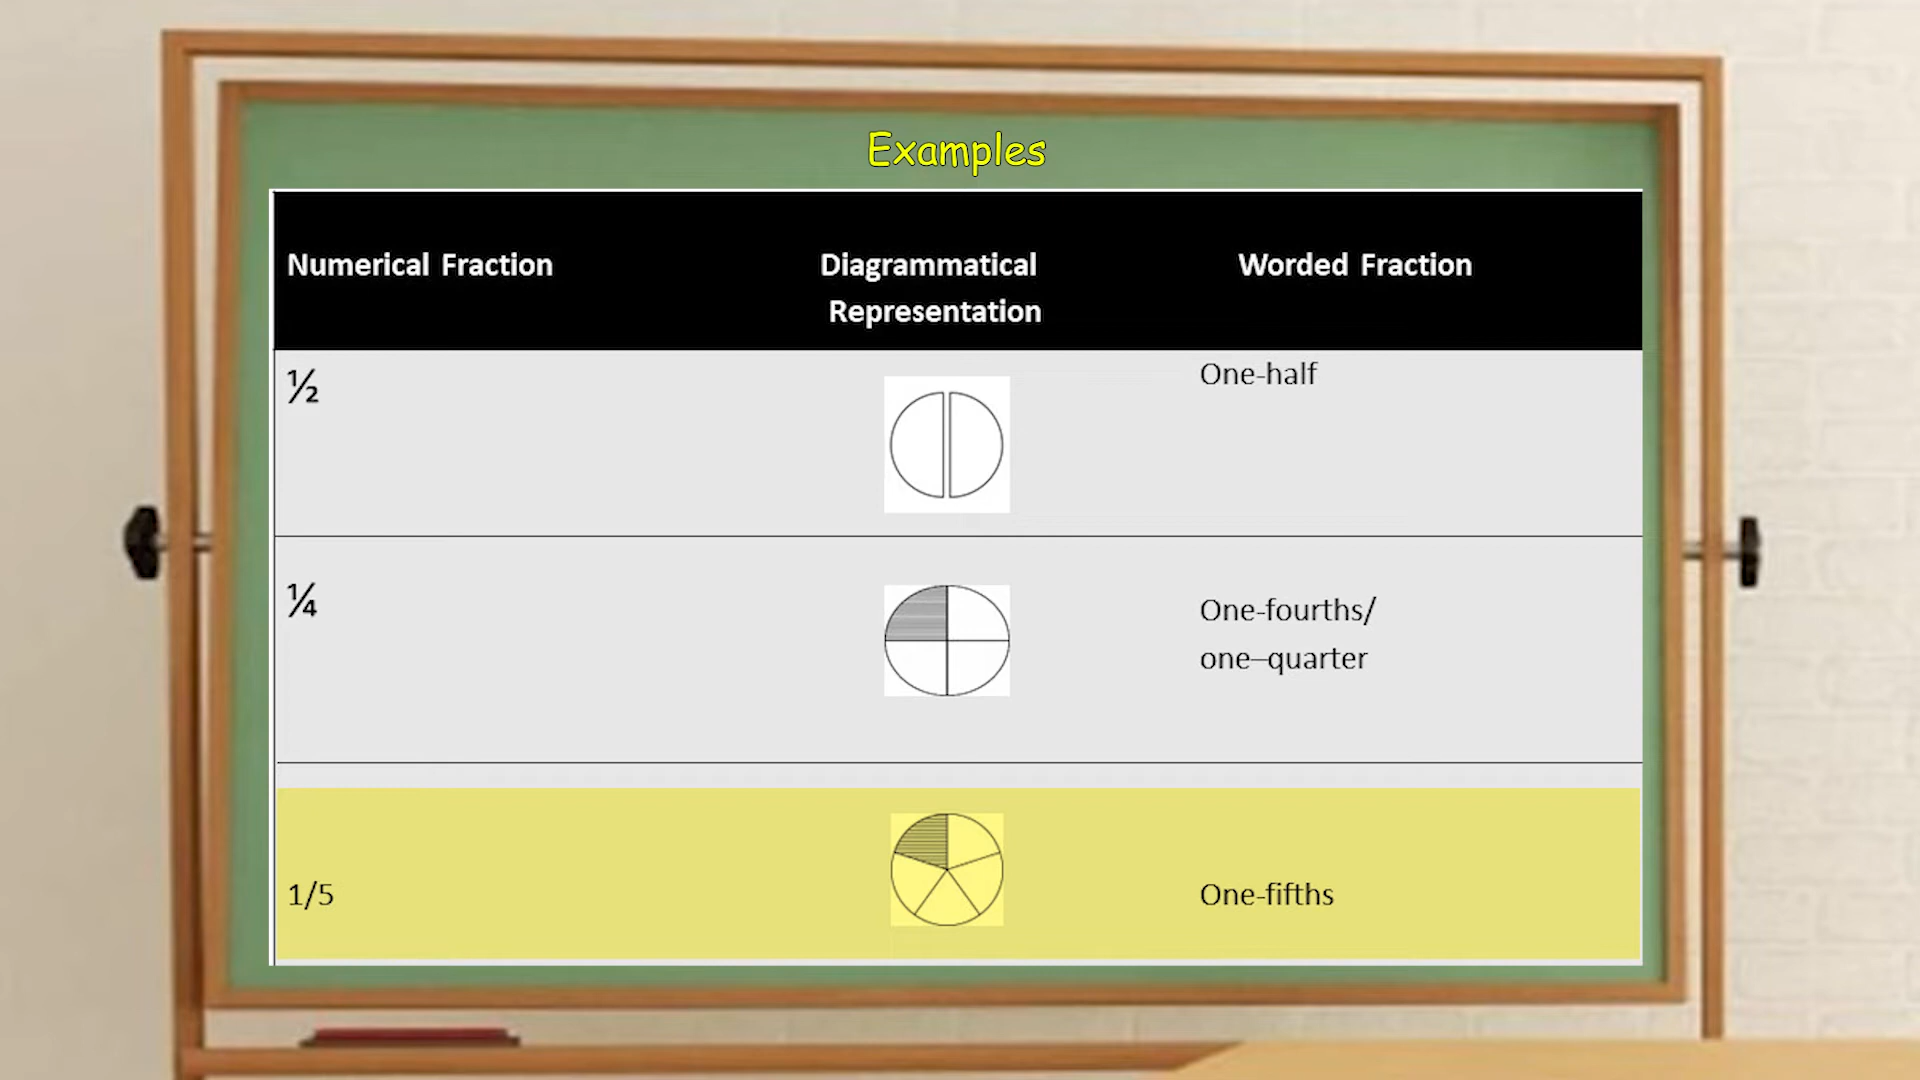 Examples
Numerical Fraction
Diagrammatical
Representation
Worded Fraction
½
One-half
¼
One-fourths/
one–quarter
1/5
One-fifths